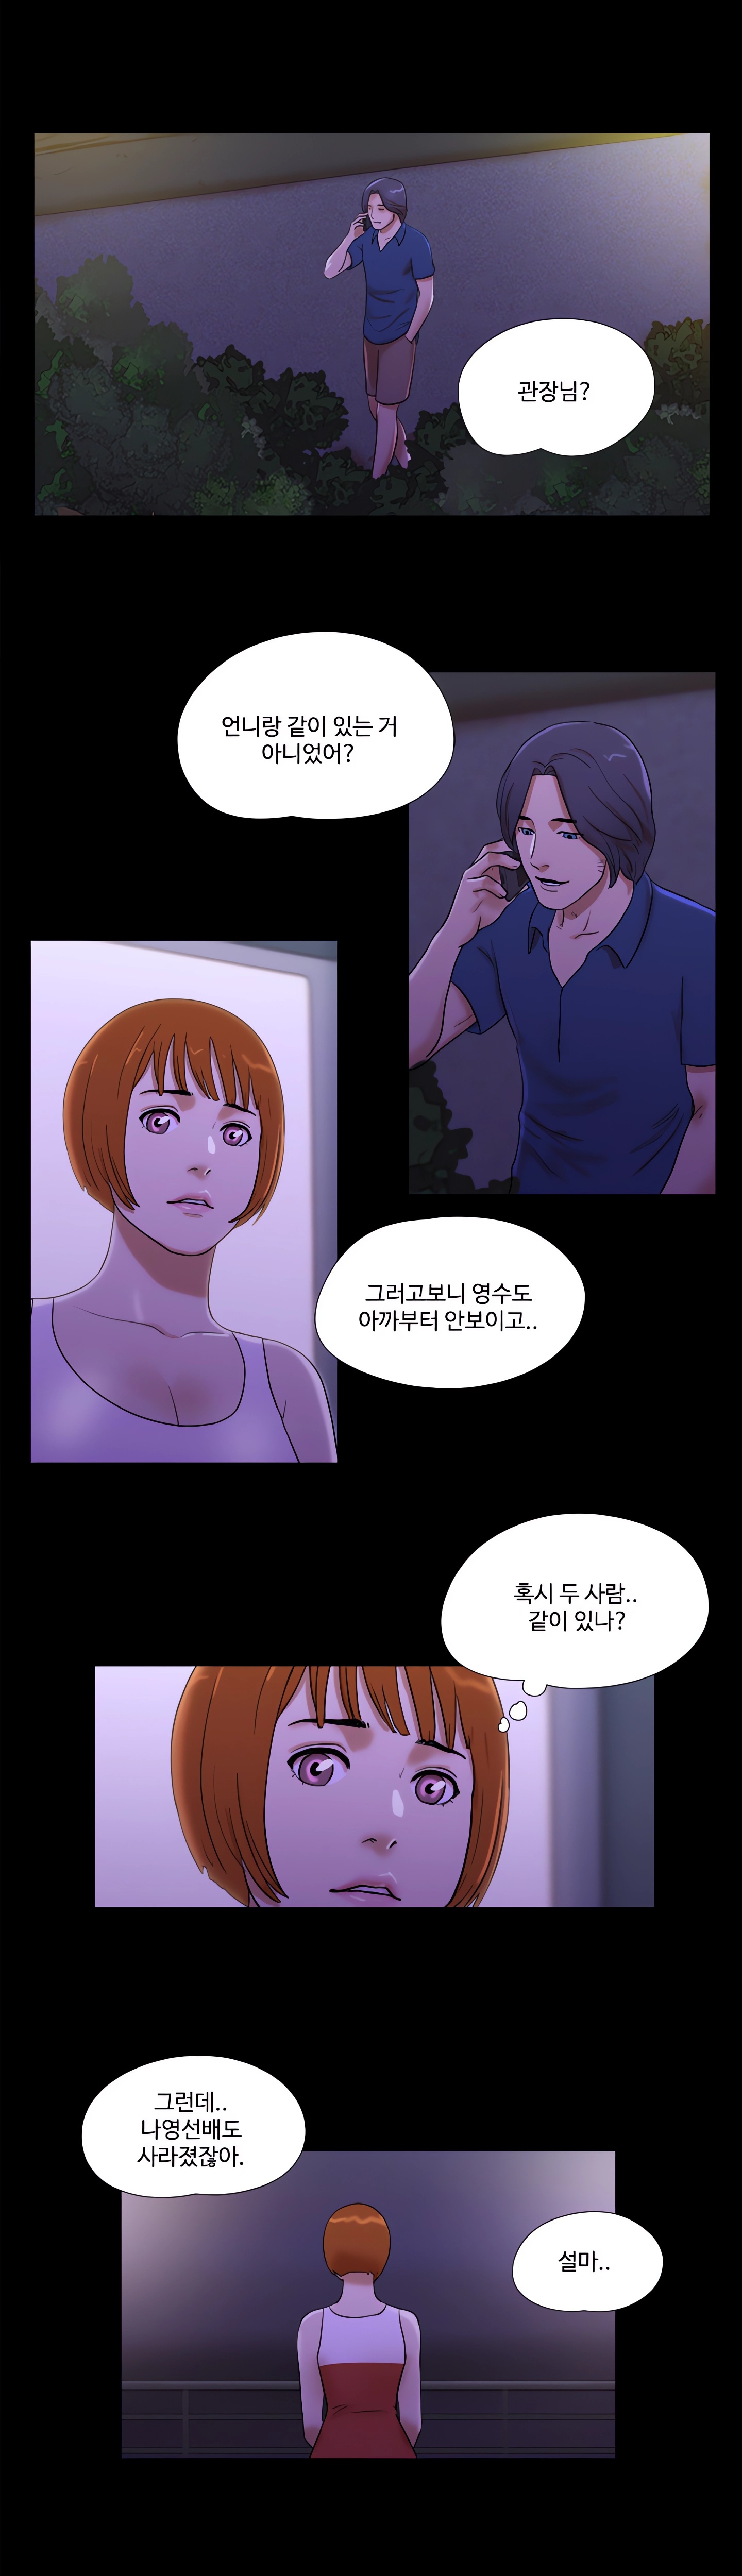 관장님?
언니랑 같이 있는 거
아니었어?
그러고보니 영수도
아까부터 안보이고..
혹시 두 사람..
같이 있나?
그런데..
나영선배도
사라졌잖아.
설마..